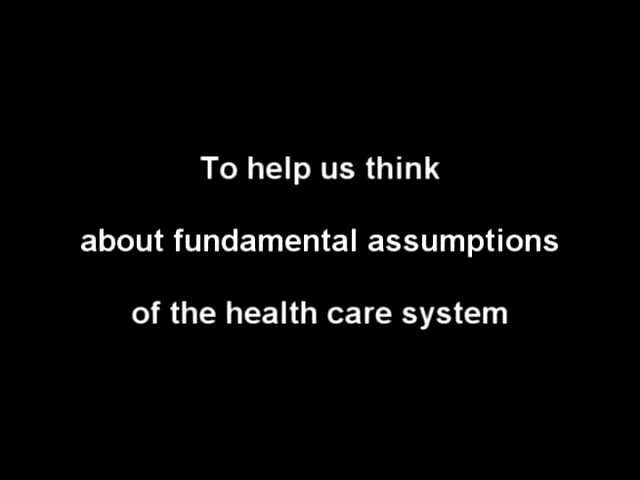 To help us think
about fundamental assumptions
of the health care system